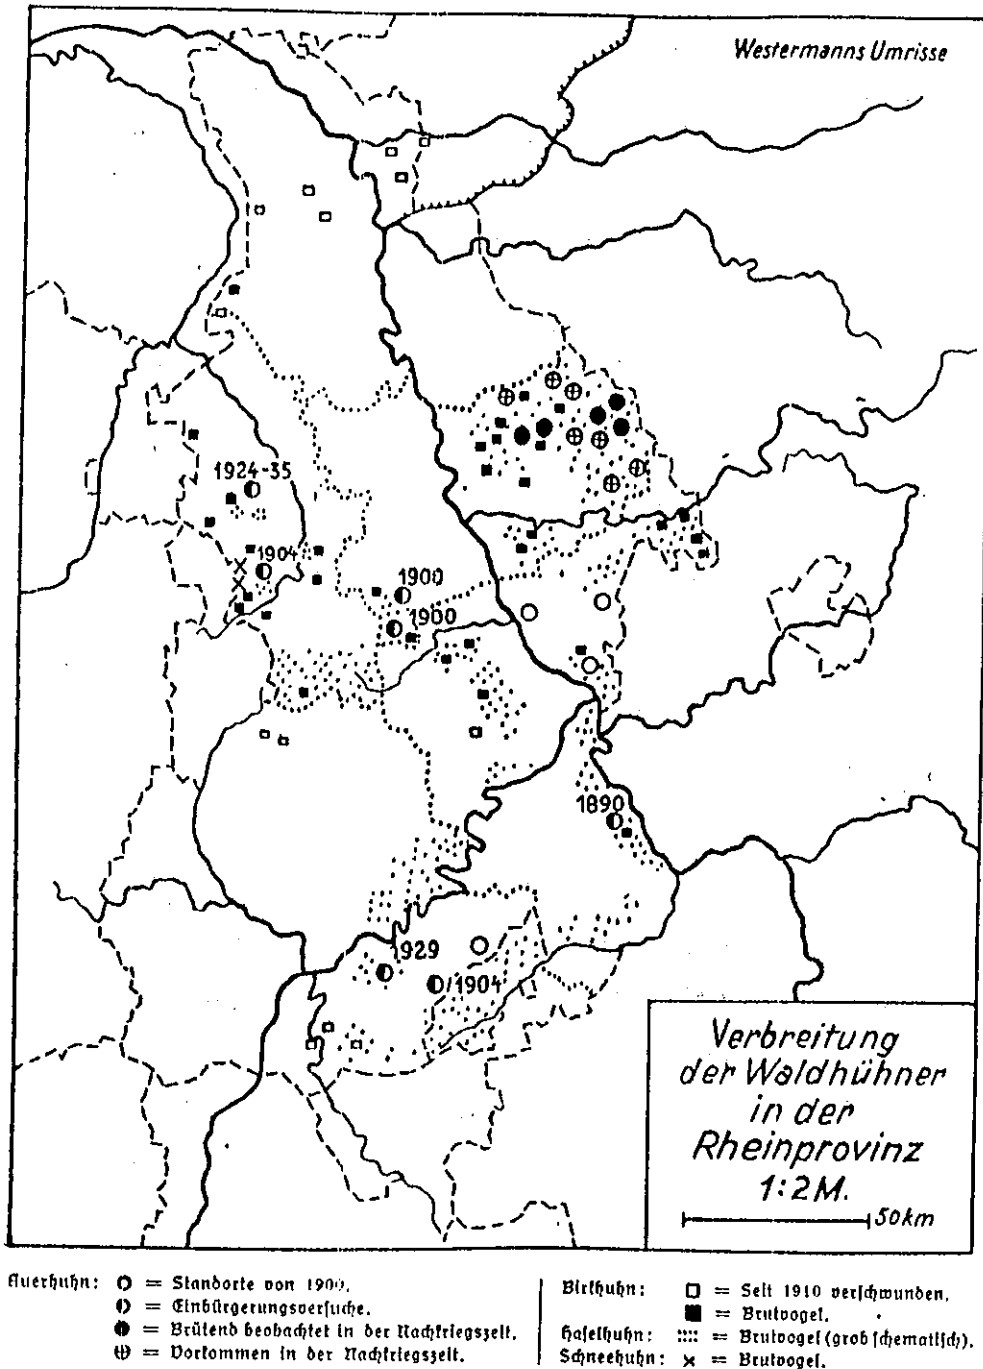 Westermanns Umrisse
1924-35
1904
1900
1900
1890
1929
1904
Verbreitung
der Waldhühner
in der
Rheinprovinz
1:2M.
50km
Auerhuhn: = Standorte von 1900.
= Einbürgerungsversuche.
= Brütend beobachtet in der Nachkriegszeit.
= Vorkommen in der Nachkriegszeit.
Birkhuhn: = Seit 1910 verschwunden.
= Brutvogel.
Haselhuhn: = Brutvogel (grob schematisch).
Schneehuhn: × = Brutvogel.